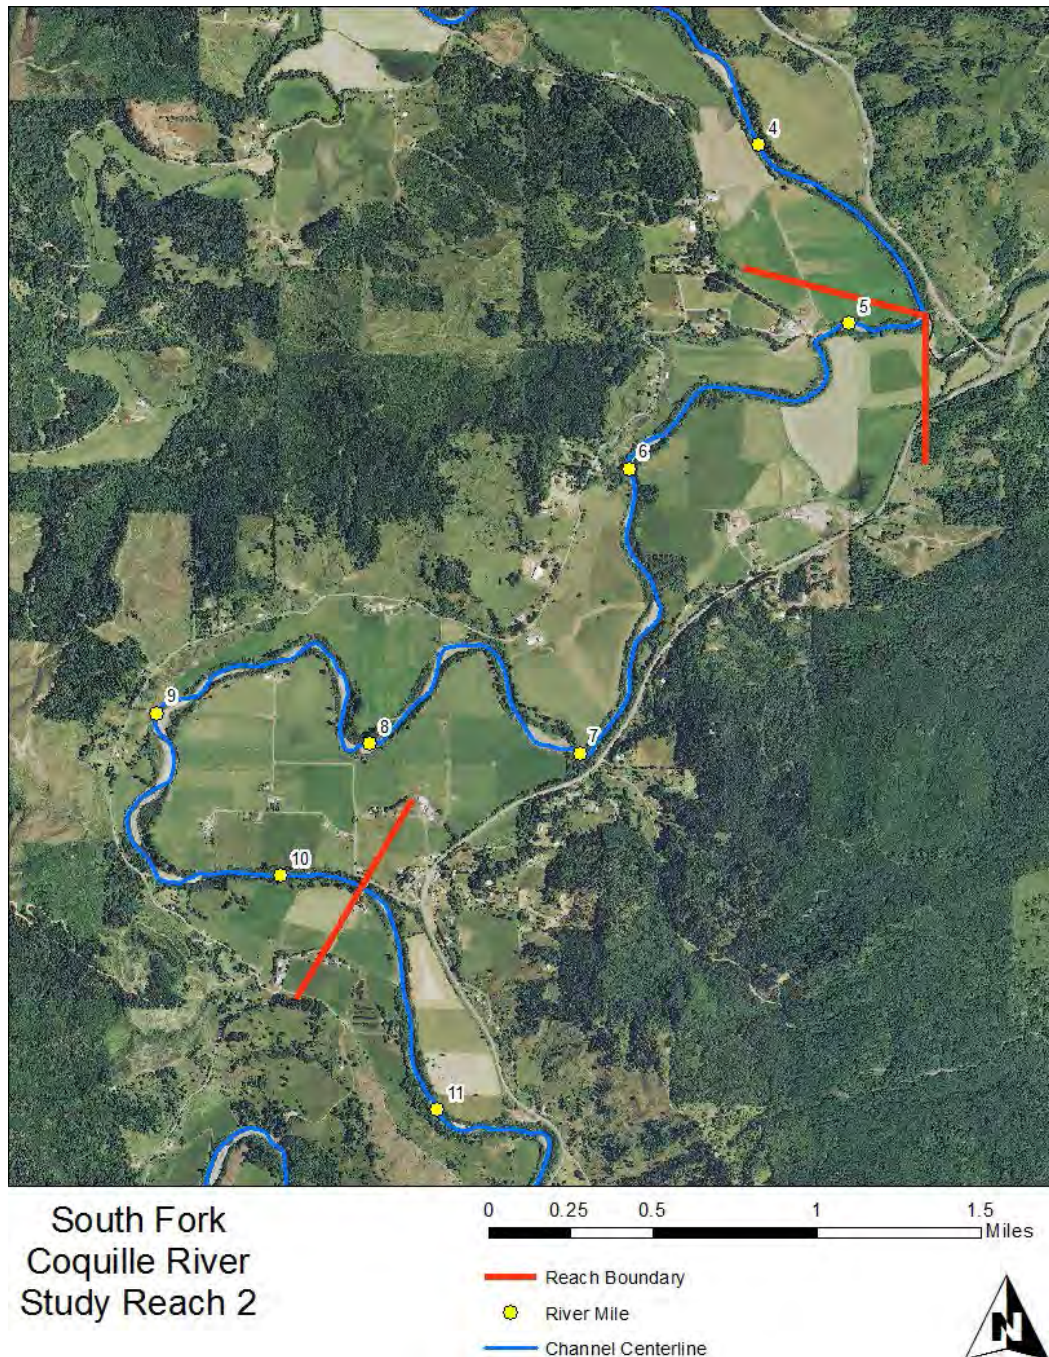 4
5
6
7
8
9
10
11
South Fork
Coquille River
Study Reach 2
0 0.25 0.5 1 1.5
Miles
Reach Boundary
River Mile
Channel Centerline
N